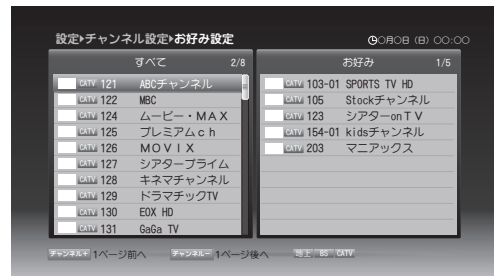 設定▶チャンネル設定▶お好み設定
○月○日 (日) ○○:○○
すべて 2/8
CATV 121 ABCチャンネル
CATV 122 MBC
CATV 124 ムービー・MAX
CATV 125 プレミアムch
CATV 126 MOVIX
CATV 127 シアタープライム
CATV 128 キネマチャンネル
CATV 129 ドラマチックTV
CATV 130 EOX HD
CATV 131 GaGa TV
お好み 1/5
CATV 103-01 SPORTS TV HD
CATV 105 Stockチャンネル
CATV 123 シアターonTV
CATV 154-01 kidsチャンネル
CATV 203 マニアックス
チャンネル＋ 1ページ前へ チャンネル－ 1ページ後へ 地上 BS CATV